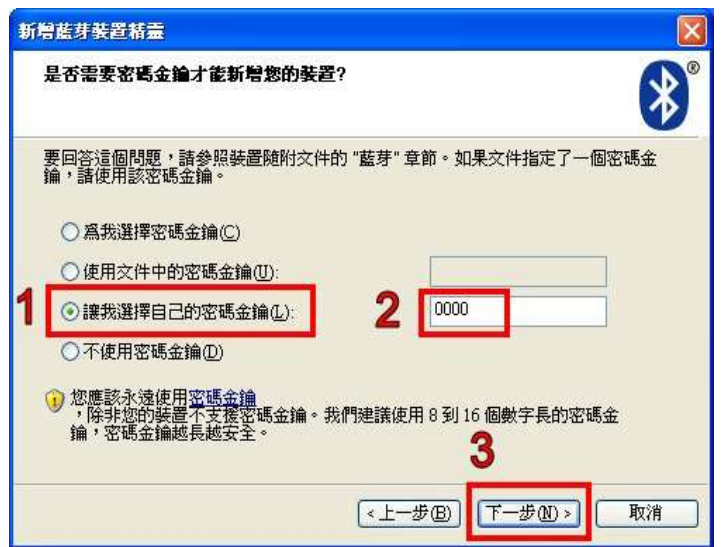 新增藍芽裝置精靈
是否需要密碼金鑰才能新增您的裝置?
®
要回答這個問題，請參照裝置隨附文件的 "藍芽" 章節。如果文件指定了一個密碼金
鑰，請使用該密碼金鑰。
為我選擇密碼金鑰(C)
使用文件中的密碼金鑰(U):
1 讓我選擇自己的密碼金鑰(L): 2 0000
不使用密碼金鑰(D)
您應該永遠使用密碼金鑰
，除非您的裝置不支援密碼金鑰。我們建議使用 8 到 16 個數字長的密碼金
鑰，密碼金鑰越長越安全。
3
<上一步(B) 下一步(N)> 取消